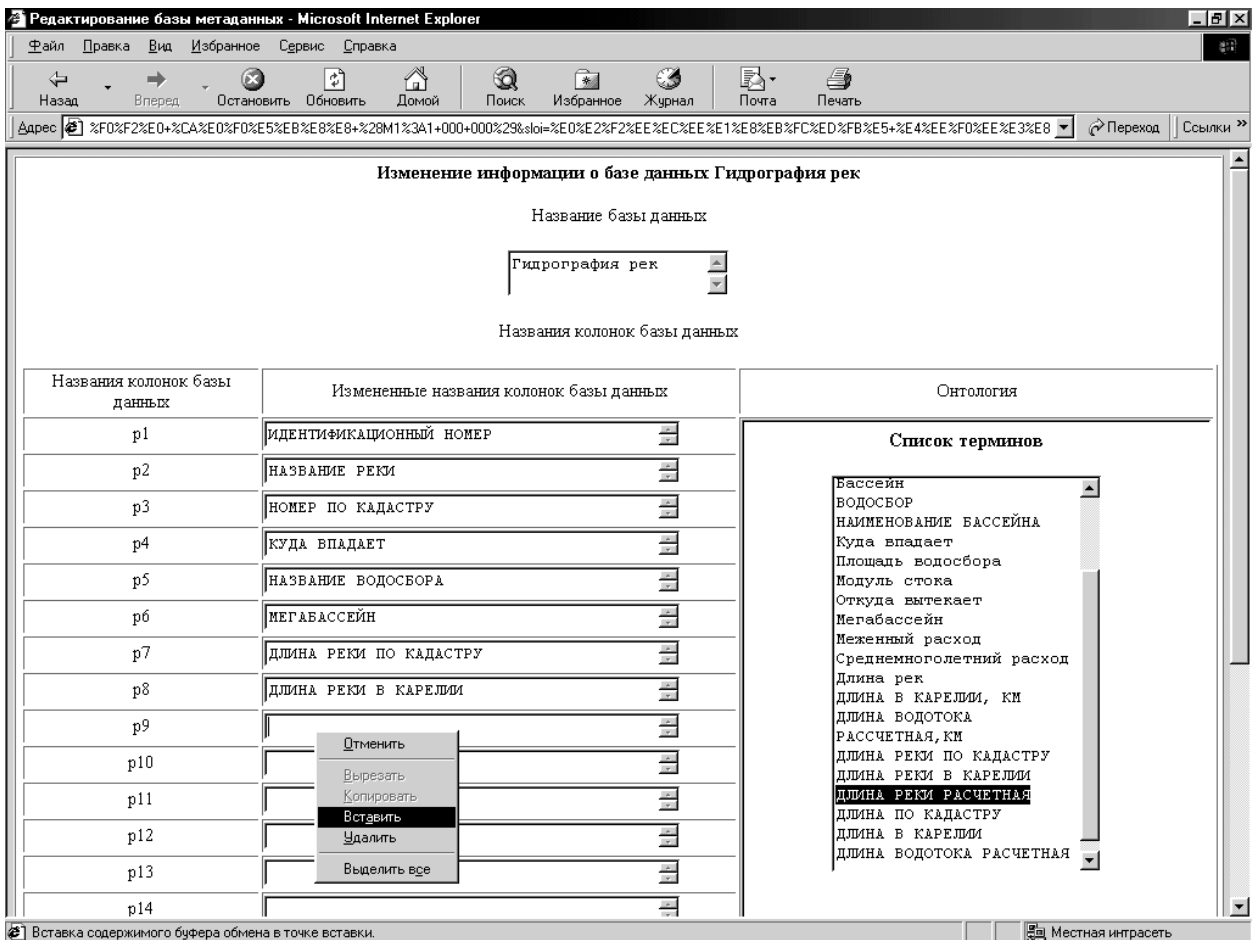 Редактирование базы метаданных - Microsoft Internet Explorer
Файл Правка Вид Избранное Сервис Справка
Назад Вперед Остановить Обновить Домой Поиск Избранное Журнал Почта Печать
Адрес %F0%F2%E0+%CA%E0%F0%E5%EB%E8%E8+%28M1%3A1+000+000%29&sloi=%E0%E2%F2%EE%EC%EE%E1%E8%EB%FC%ED%FB%E5+%E4%EE%F0%EE%E3%E8 Переход Ссылки »
Изменение информации о базе данных Гидрография рек
Название базы данных
Гидрография рек
Названия колонок базы данных
Названия колонок базы
данных
Измененные названия колонок базы данных
Онтология
p1 ИДЕНТИФИКАЦИОННЫЙ НОМЕР
p2 НАЗВАНИЕ РЕКИ
p3 НОМЕР ПО КАДАСТРУ
p4 КУДА ВПАДАЕТ
p5 НАЗВАНИЕ ВОДОСБОРА
p6 МЕГАБАССЕЙН
p7 ДЛИНА РЕКИ ПО КАДАСТРУ
p8 ДЛИНА РЕКИ В КАРЕЛИИ
p9
p10
p11
p12
p13
p14
Отменить
Вырезать
Копировать
Вставить
Удалить
Выделить все
Список терминов
Бассейн
ВОДОСБОР
НАИМЕНОВАНИЕ БАССЕЙНА
Куда впадает
Площадь водосбора
Модуль стока
Откуда вытекает
Мегабассейн
Меженный расход
Среднемноголетний расход
Длина рек
ДЛИНА В КАРЕЛИИ, КМ
ДЛИНА ВОДОТОКА
РАССЧЕТНАЯ,КМ
ДЛИНА РЕКИ ПО КАДАСТРУ
ДЛИНА РЕКИ В КАРЕЛИИ
ДЛИНА РЕКИ РАСЧЕТНАЯ
ДЛИНА ПО КАДАСТРУ
ДЛИНА В КАРЕЛИИ
ДЛИНА ВОДОТОКА РАСЧЕТНАЯ
Вставка содержимого буфера обмена в точке вставки.
Местная интрасеть